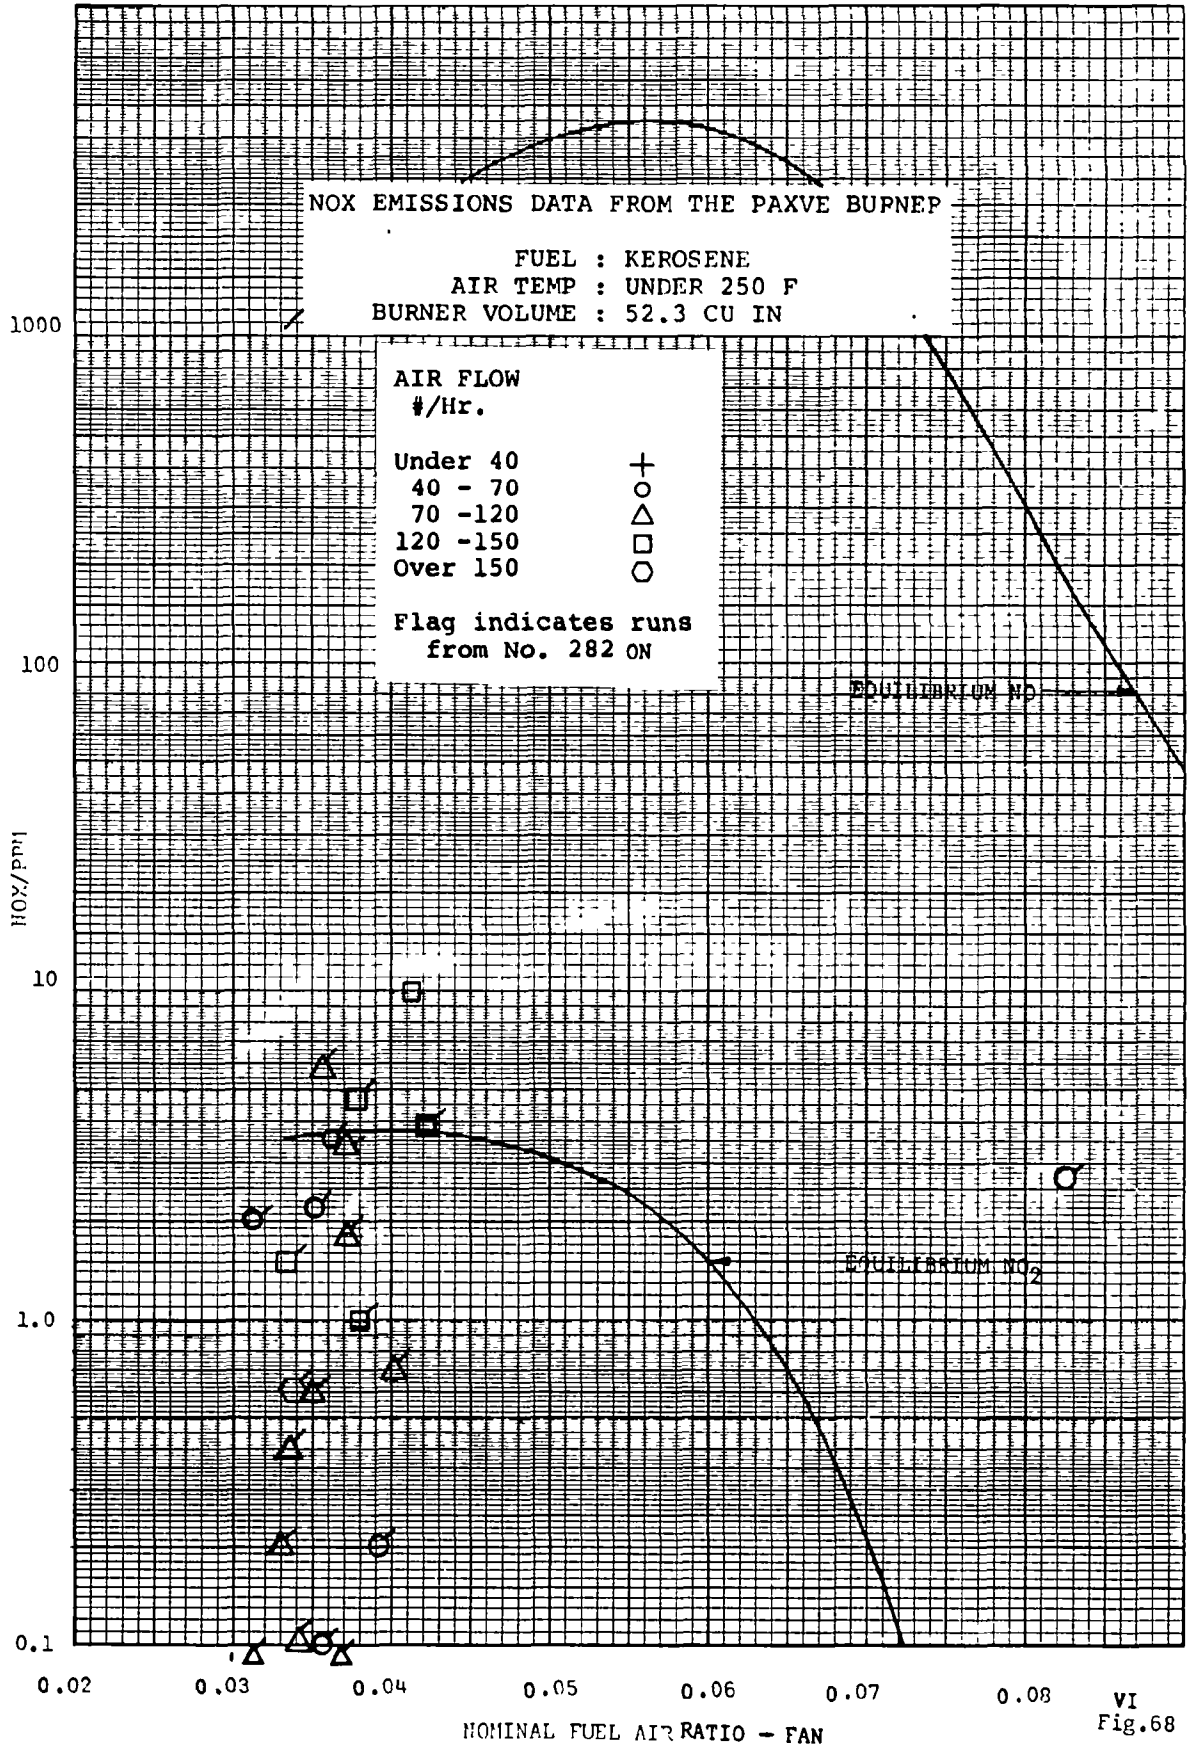 NOX EMISSIONS DATA FROM THE PAXVE BURNEP
FUEL : KEROSENE
AIR TEMP : UNDER 250 F
BURNER VOLUME : 52.3 CU IN
AIR FLOW
#/Hr.
Under 40
40 - 70
70 -120
120 -150
Over 150
Flag indicates runs
from No. 282 ON
1000
100
10
1.0
0.1
NOX/PPM
EQUILIBRIUM NO
EQUILIBRIUM NO2
0.02 0.03 0.04 0.05 0.06 0.07 0.08
NOMINAL FUEL AIR RATIO - FAN
VI
Fig.68